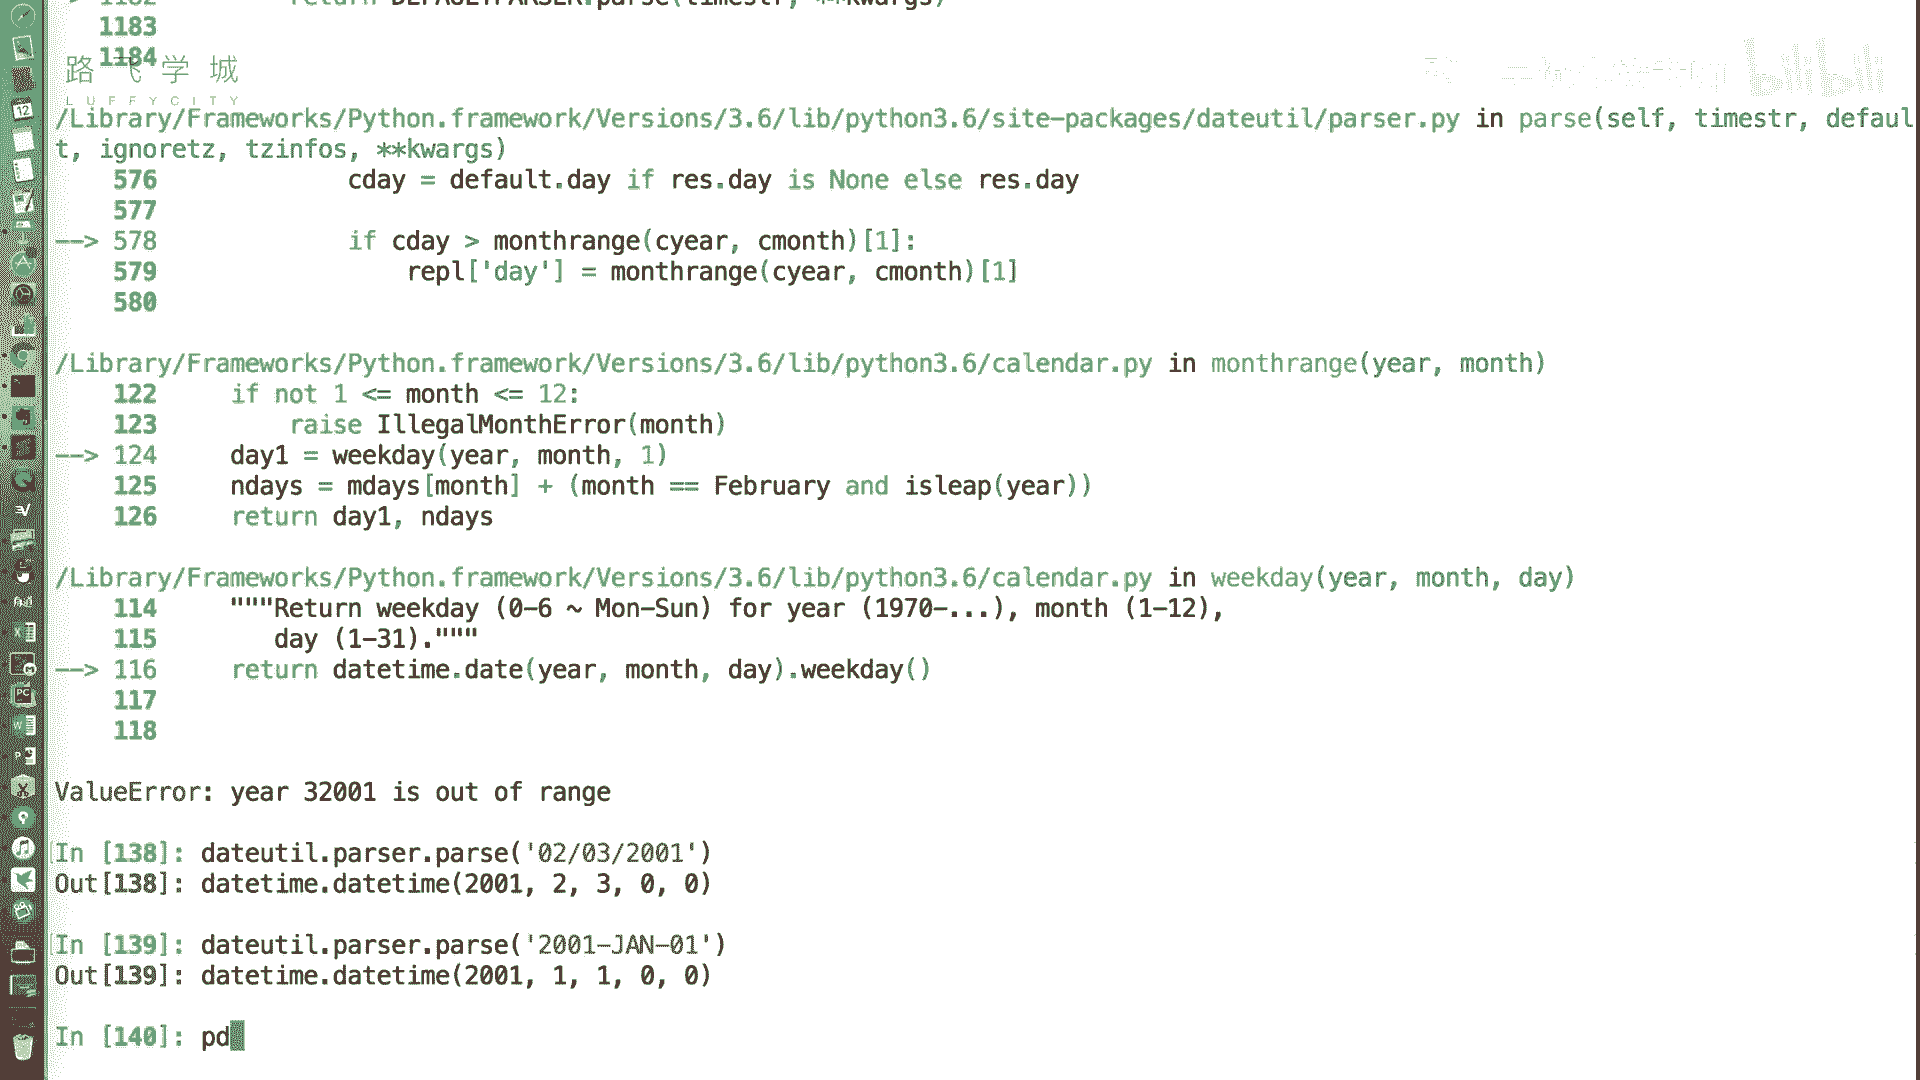 1182 return DEFAULTPARSER.parse(timestr, **kwargs)
1183
1184
路飞学城
LUFFYCITY
bilibili
/Library/Frameworks/Python.framework/Versions/3.6/lib/python3.6/site-packages/dateutil/parser.py in parse(self, timestr, defaul
t, ignoretz, tzinfos, **kwargs)
576 cday = default.day if res.day is None else res.day
577
--> 578 if cday > monthrange(cyear, cmonth)[1]:
579 repl['day'] = monthrange(cyear, cmonth)[1]
580
/Library/Frameworks/Python.framework/Versions/3.6/lib/python3.6/calendar.py in monthrange(year, month)
122 if not 1 <= month <= 12:
123 raise IllegalMonthError(month)
--> 124 day1 = weekday(year, month, 1)
125 ndays = mdays[month] + (month == February and isleap(year))
126 return day1, ndays
/Library/Frameworks/Python.framework/Versions/3.6/lib/python3.6/calendar.py in weekday(year, month, day)
114 """Return weekday (0-6 ~ Mon-Sun) for year (1970-...), month (1-12),
115 day (1-31)."""
--> 116 return datetime.date(year, month, day).weekday()
117
118
ValueError: year 32001 is out of range
In [138]: dateutil.parser.parse('02/03/2001')
Out[138]: datetime.datetime(2001, 2, 3, 0, 0)
In [139]: dateutil.parser.parse('2001-JAN-01')
Out[139]: datetime.datetime(2001, 1, 1, 0, 0)
In [140]: pd